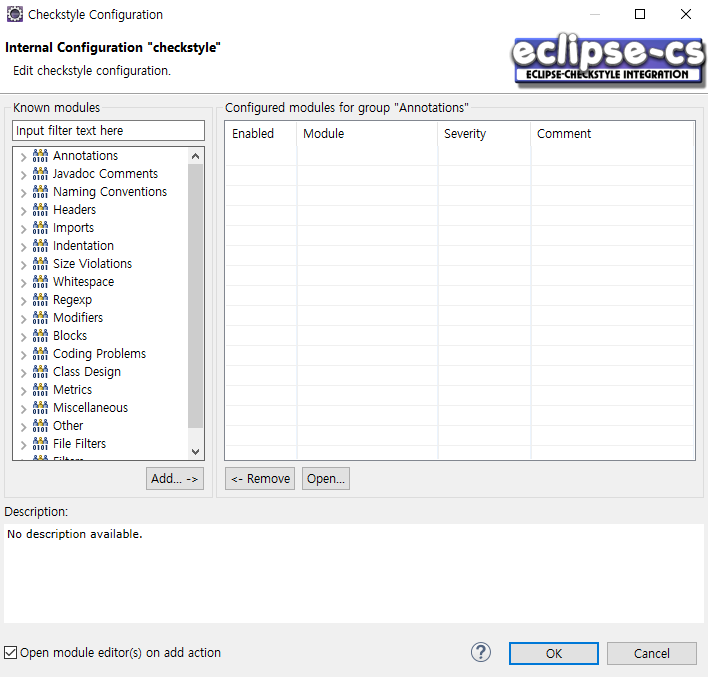 Checkstyle Configuration
Internal Configuration "checkstyle"
Edit checkstyle configuration.
eclipse-cs
ECLIPSE-CHECKSTYLE INTEGRATION
Known modules
Input filter text here
Annotations
Javadoc Comments
Naming Conventions
Headers
Imports
Indentation
Size Violations
Whitespace
Regexp
Modifiers
Blocks
Coding Problems
Class Design
Metrics
Miscellaneous
Other
File Filters
Filters
Add... ->
Configured modules for group "Annotations"
Enabled Module Severity Comment
<- Remove Open...
Description:
No description available.
Open module editor(s) on add action
? OK Cancel